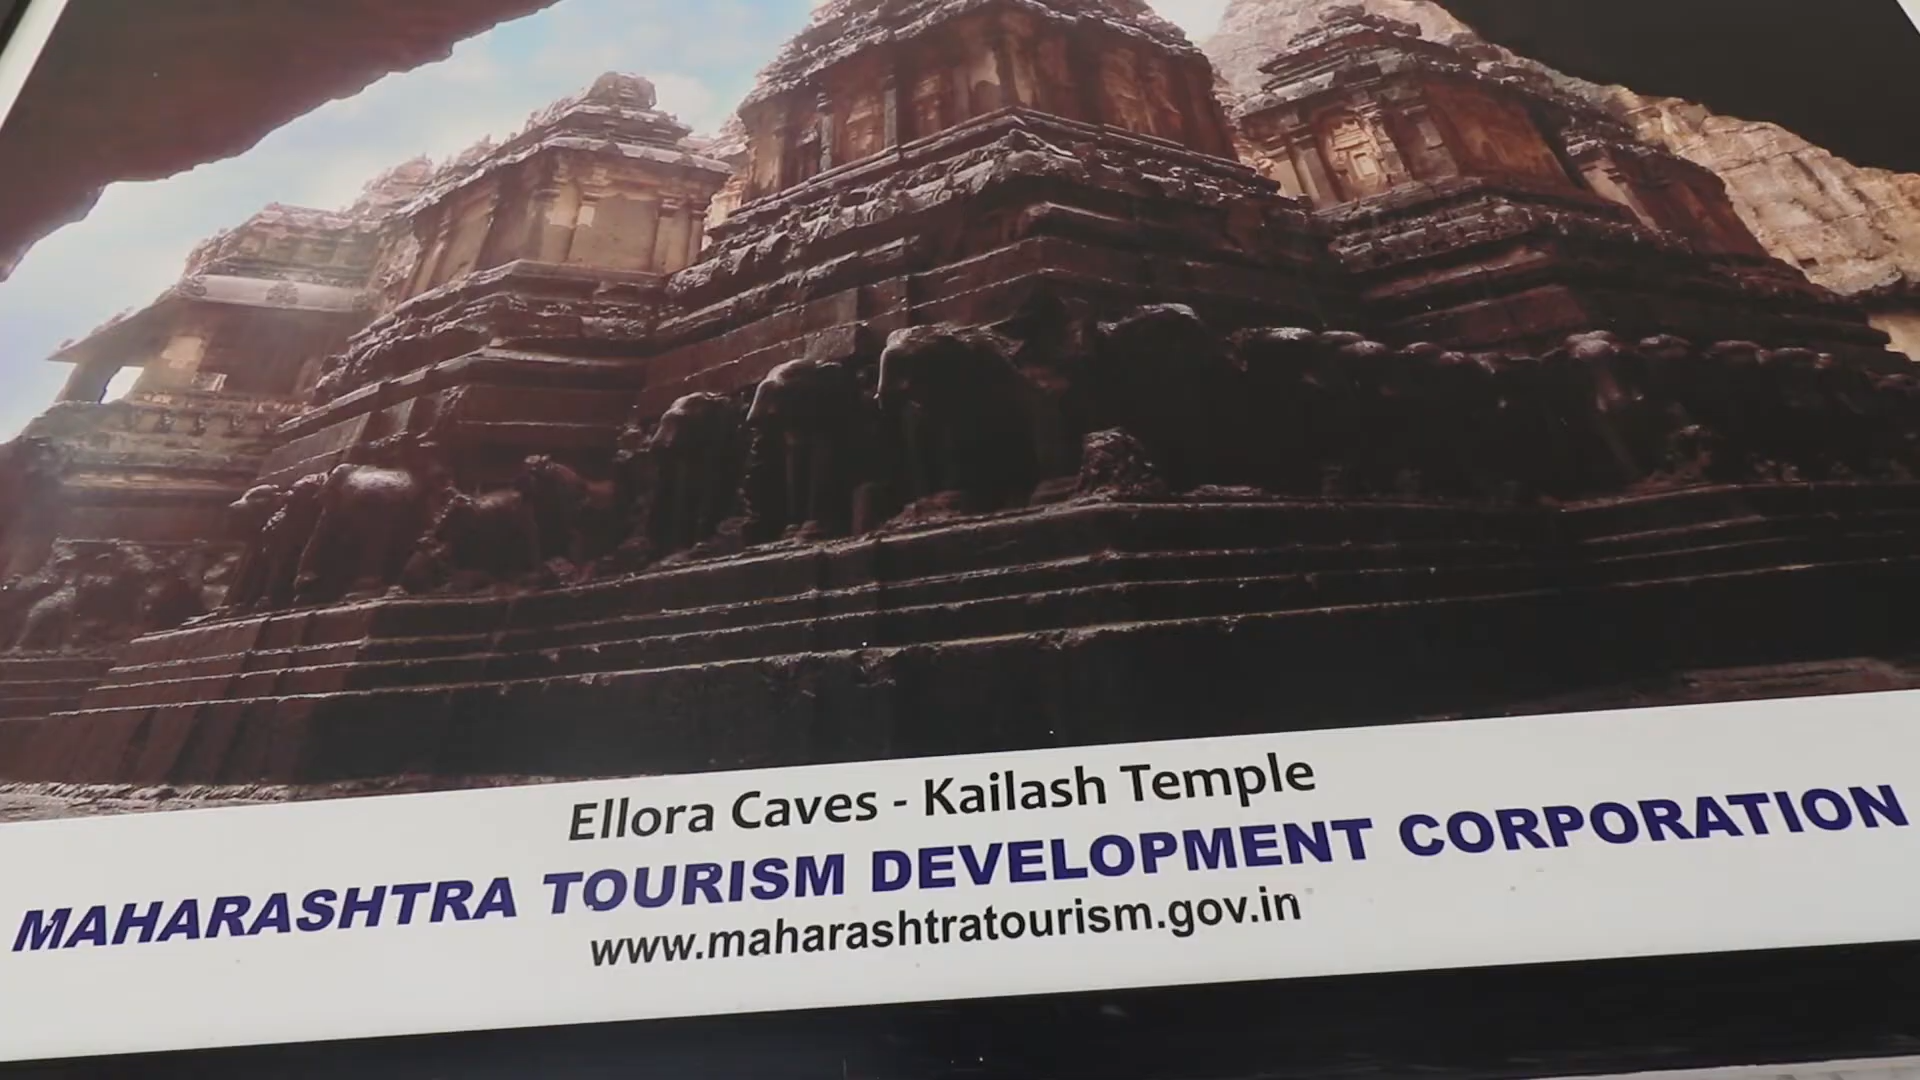 Ellora Caves - Kailash Temple
MAHARASHTRA TOURISM DEVELOPMENT CORPORATION
www.maharashtratourism.gov.in